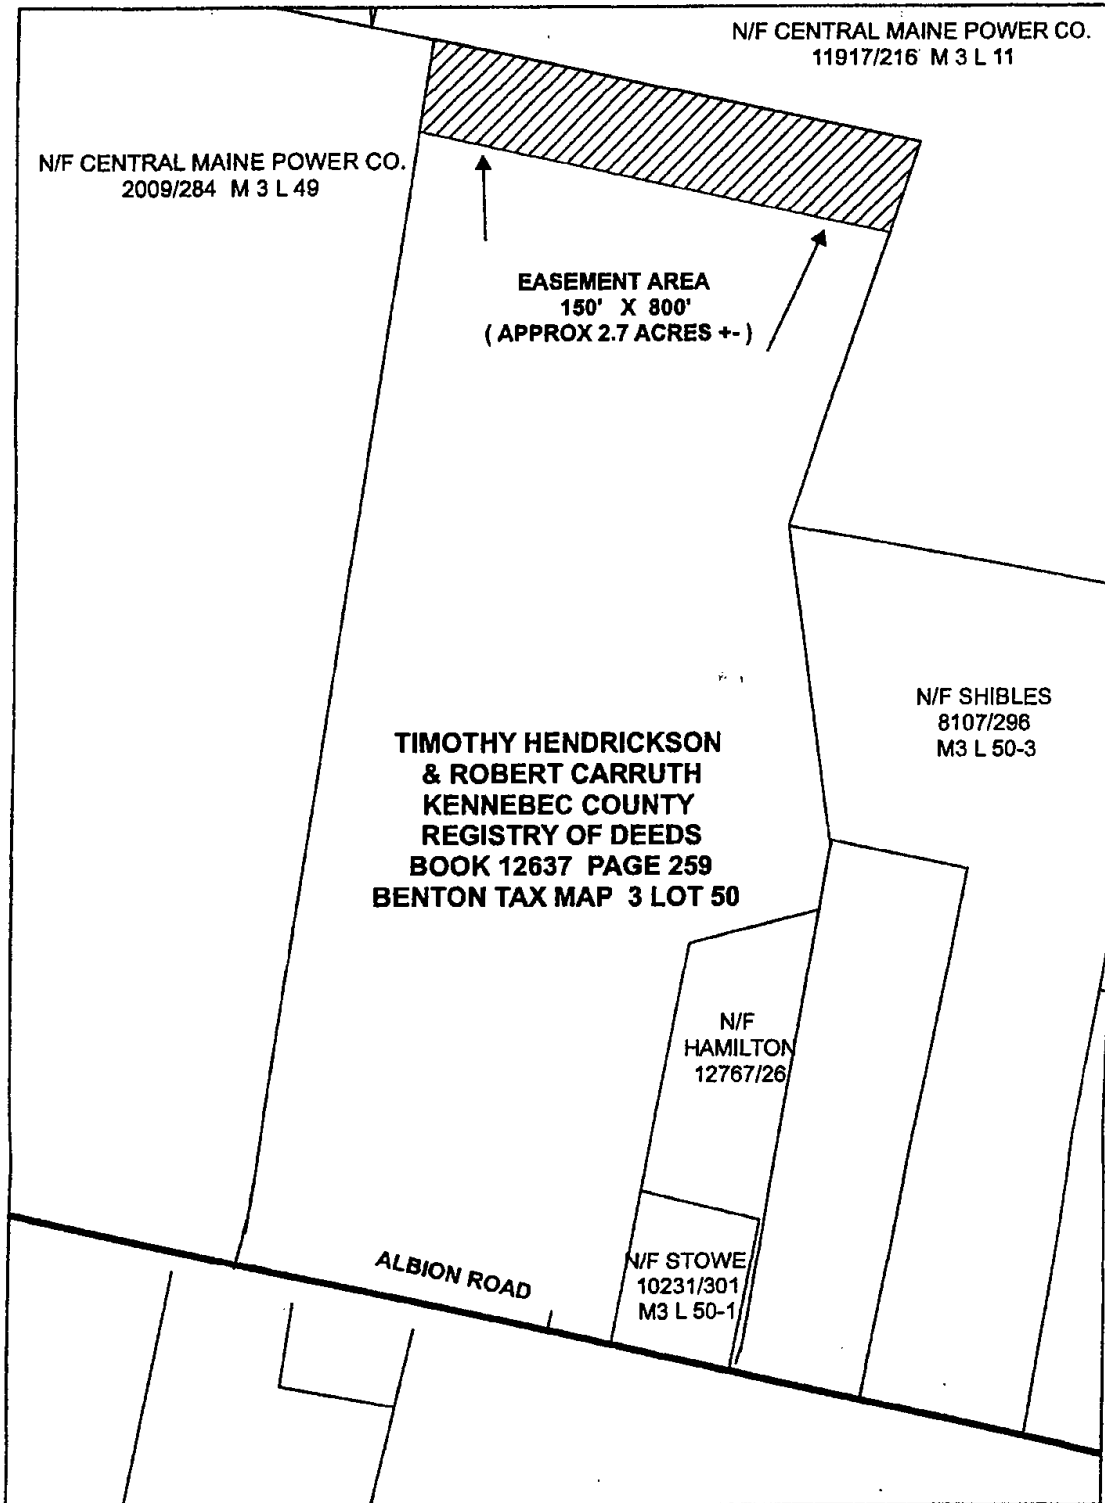 N/F CENTRAL MAINE POWER CO.
11917/216 M 3 L 11
N/F CENTRAL MAINE POWER CO.
2009/284 M 3 L 49
EASEMENT AREA
150' X 800'
( APPROX 2.7 ACRES +- )
N/F SHIBLES
8107/296
M3 L 50-3
TIMOTHY HENDRICKSON
& ROBERT CARRUTH
KENNEBEC COUNTY
REGISTRY OF DEEDS
BOOK 12637 PAGE 259
BENTON TAX MAP 3 LOT 50
N/F
HAMILTON
12767/26
N/F STOWE
10231/301
M3 L 50-1
ALBION ROAD